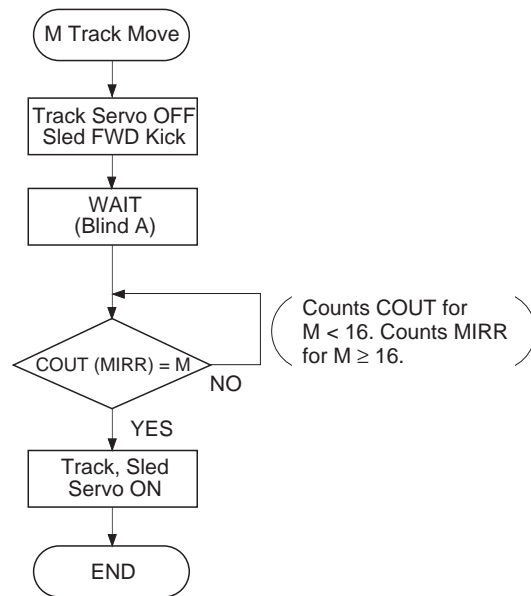 M Track Move
Track Servo OFF
Sled FWD Kick
WAIT
(Blind A)
Counts COUT for
M < 16. Counts MIRR
for M ≥ 16.
COUT (MIRR) = M
NO
YES
Track, Sled
Servo ON
END